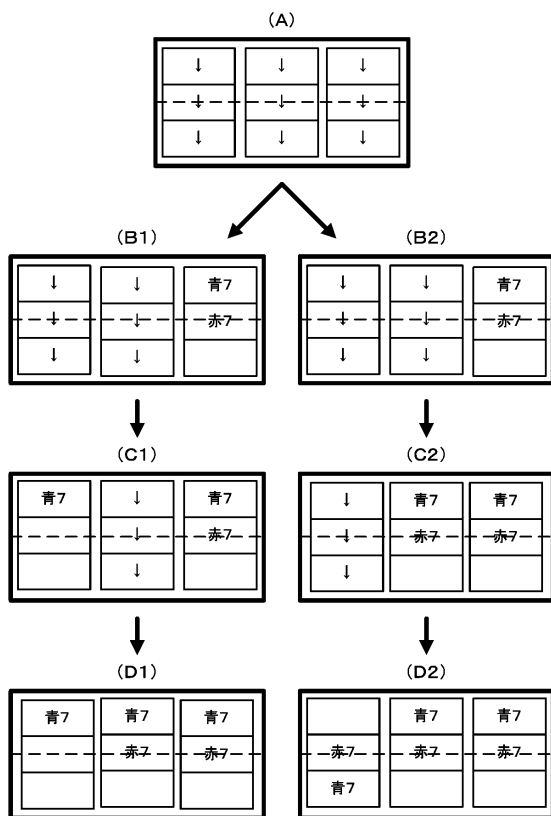 (A)
↓ ↓ ↓
↓ ↓ ↓
↓ ↓ ↓
(B1)
↓ ↓ 青7
↓ ↓ 赤7
↓ ↓
(B2)
↓ ↓ 青7
↓ ↓ 赤7
↓ ↓
(C1)
青7 ↓ 青7
↓ 赤7
↓
(C2)
↓ 青7 青7
↓ 赤7 赤7
↓
(D1)
青7 青7 青7
赤7 赤7
(D2)
青7 青7
赤7 赤7 赤7
青7